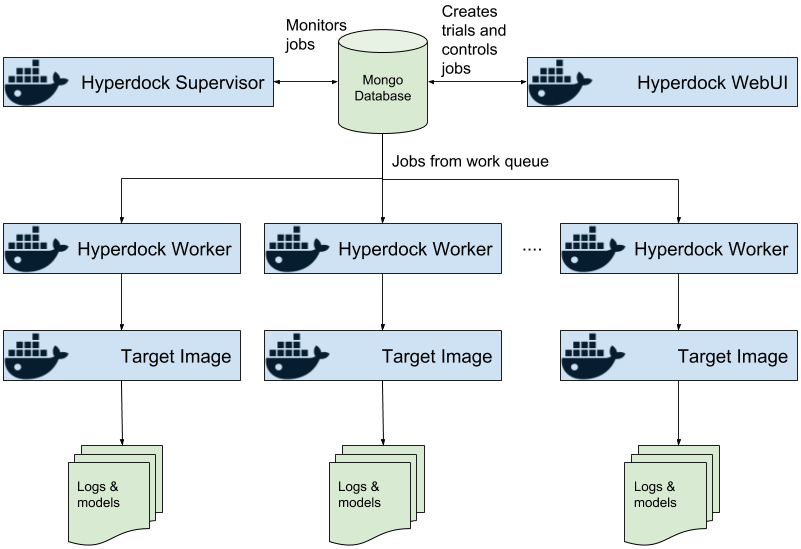 Monitors
jobs
Creates
trials and
controls
jobs
Hyperdock Supervisor
Mongo
Database
Hyperdock WebUI
Jobs from work queue
Hyperdock Worker
Hyperdock Worker
....
Hyperdock Worker
Target Image
Target Image
Target Image
Logs &
models
Logs &
models
Logs &
models